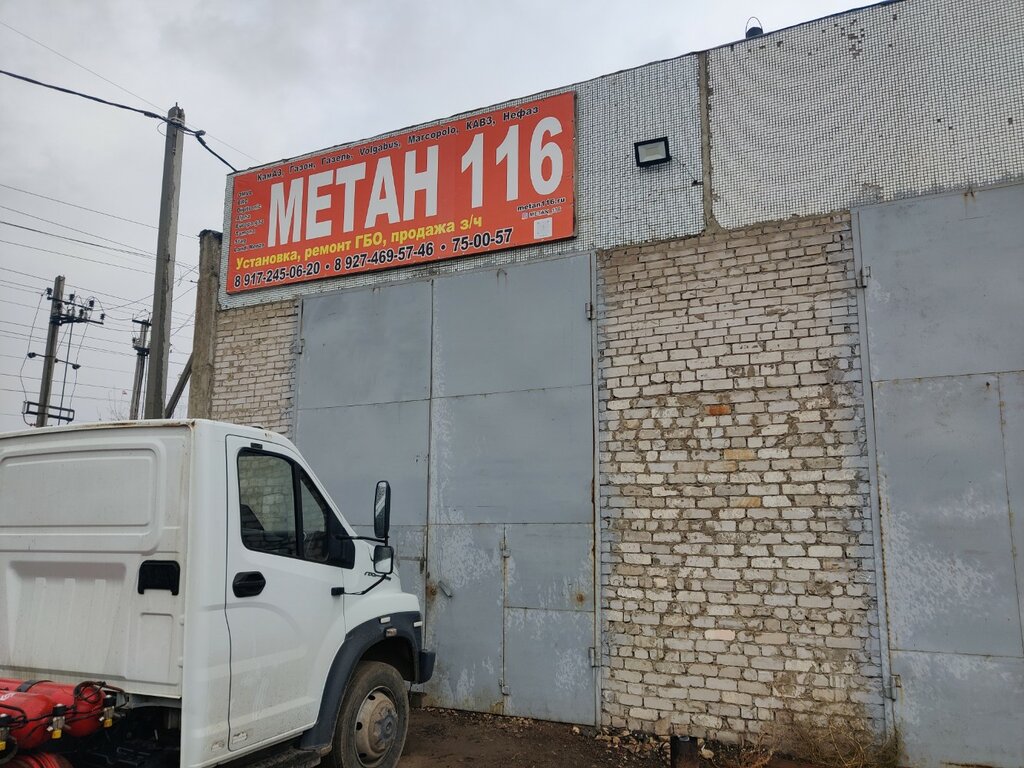 КамАЗ, Газон, Газель, Volgabus, Marcopolo, КАВЗ, Нефаз
МЕТАН 116
metan116.ru
МЕТАН_116
Установка, ремонт ГБО, продажа з/ч
8 917-245-06-20 • 8 927-469-57-46 • 75-00-57